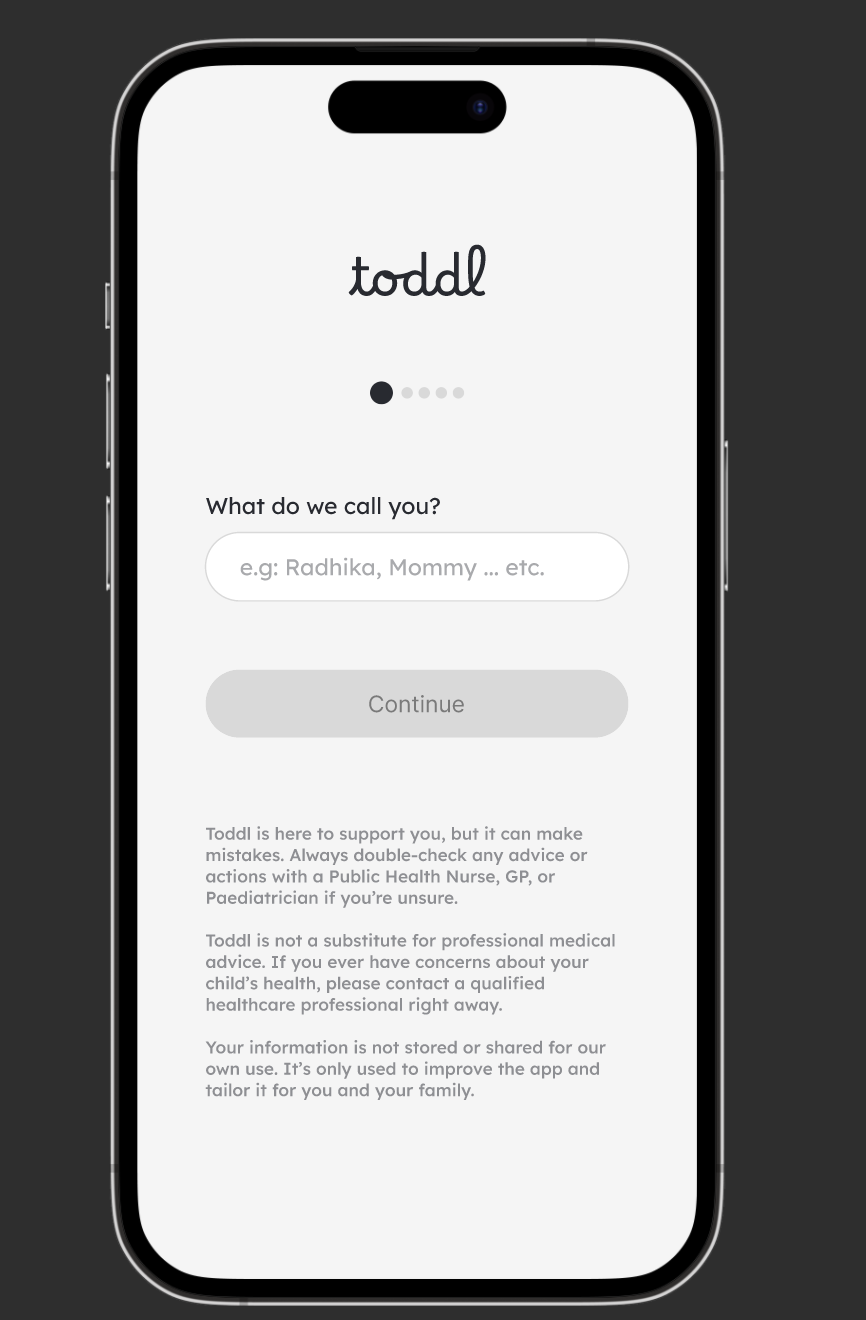 toddl
What do we call you?
e.g: Radhika, Mommy ... etc.
Continue
Toddl is here to support you, but it can make
mistakes. Always double-check any advice or
actions with a Public Health Nurse, GP, or
Paediatrician if you’re unsure.
Toddl is not a substitute for professional medical
advice. If you ever have concerns about your
child’s health, please contact a qualified
healthcare professional right away.
Your information is not stored or shared for our
own use. It’s only used to improve the app and
tailor it for you and your family.